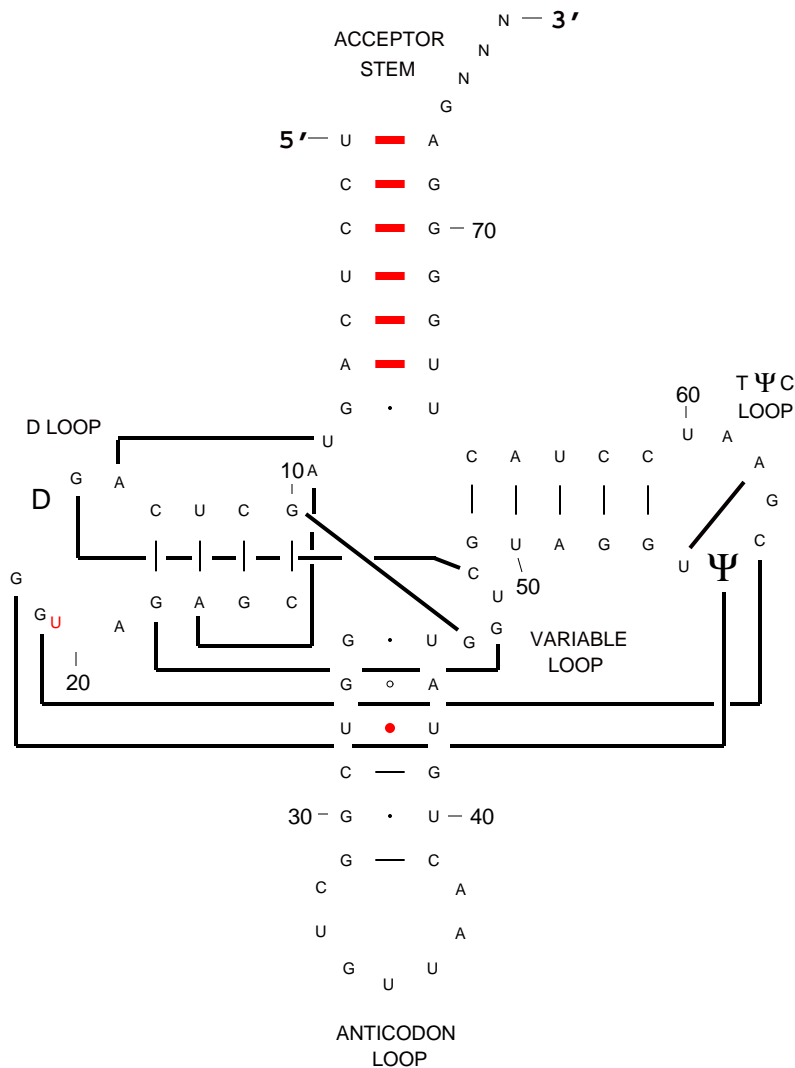 N 3'
ACCEPTOR
STEM
N
N
G
5' U A
C G
C G 70
U G
C G
A U
G U
60
T Ψ C
LOOP
D LOOP
U
A
G A
10
U A
C A U C C
A
D
C U C G
G
G U A G G U
C
Ψ
C
50
G
G A G C
U
G U
A
G U G
G
VARIABLE
LOOP
20
G A
U U
C G
30 G U 40
G C
C A
U A
G U
U
ANTICODON
LOOP